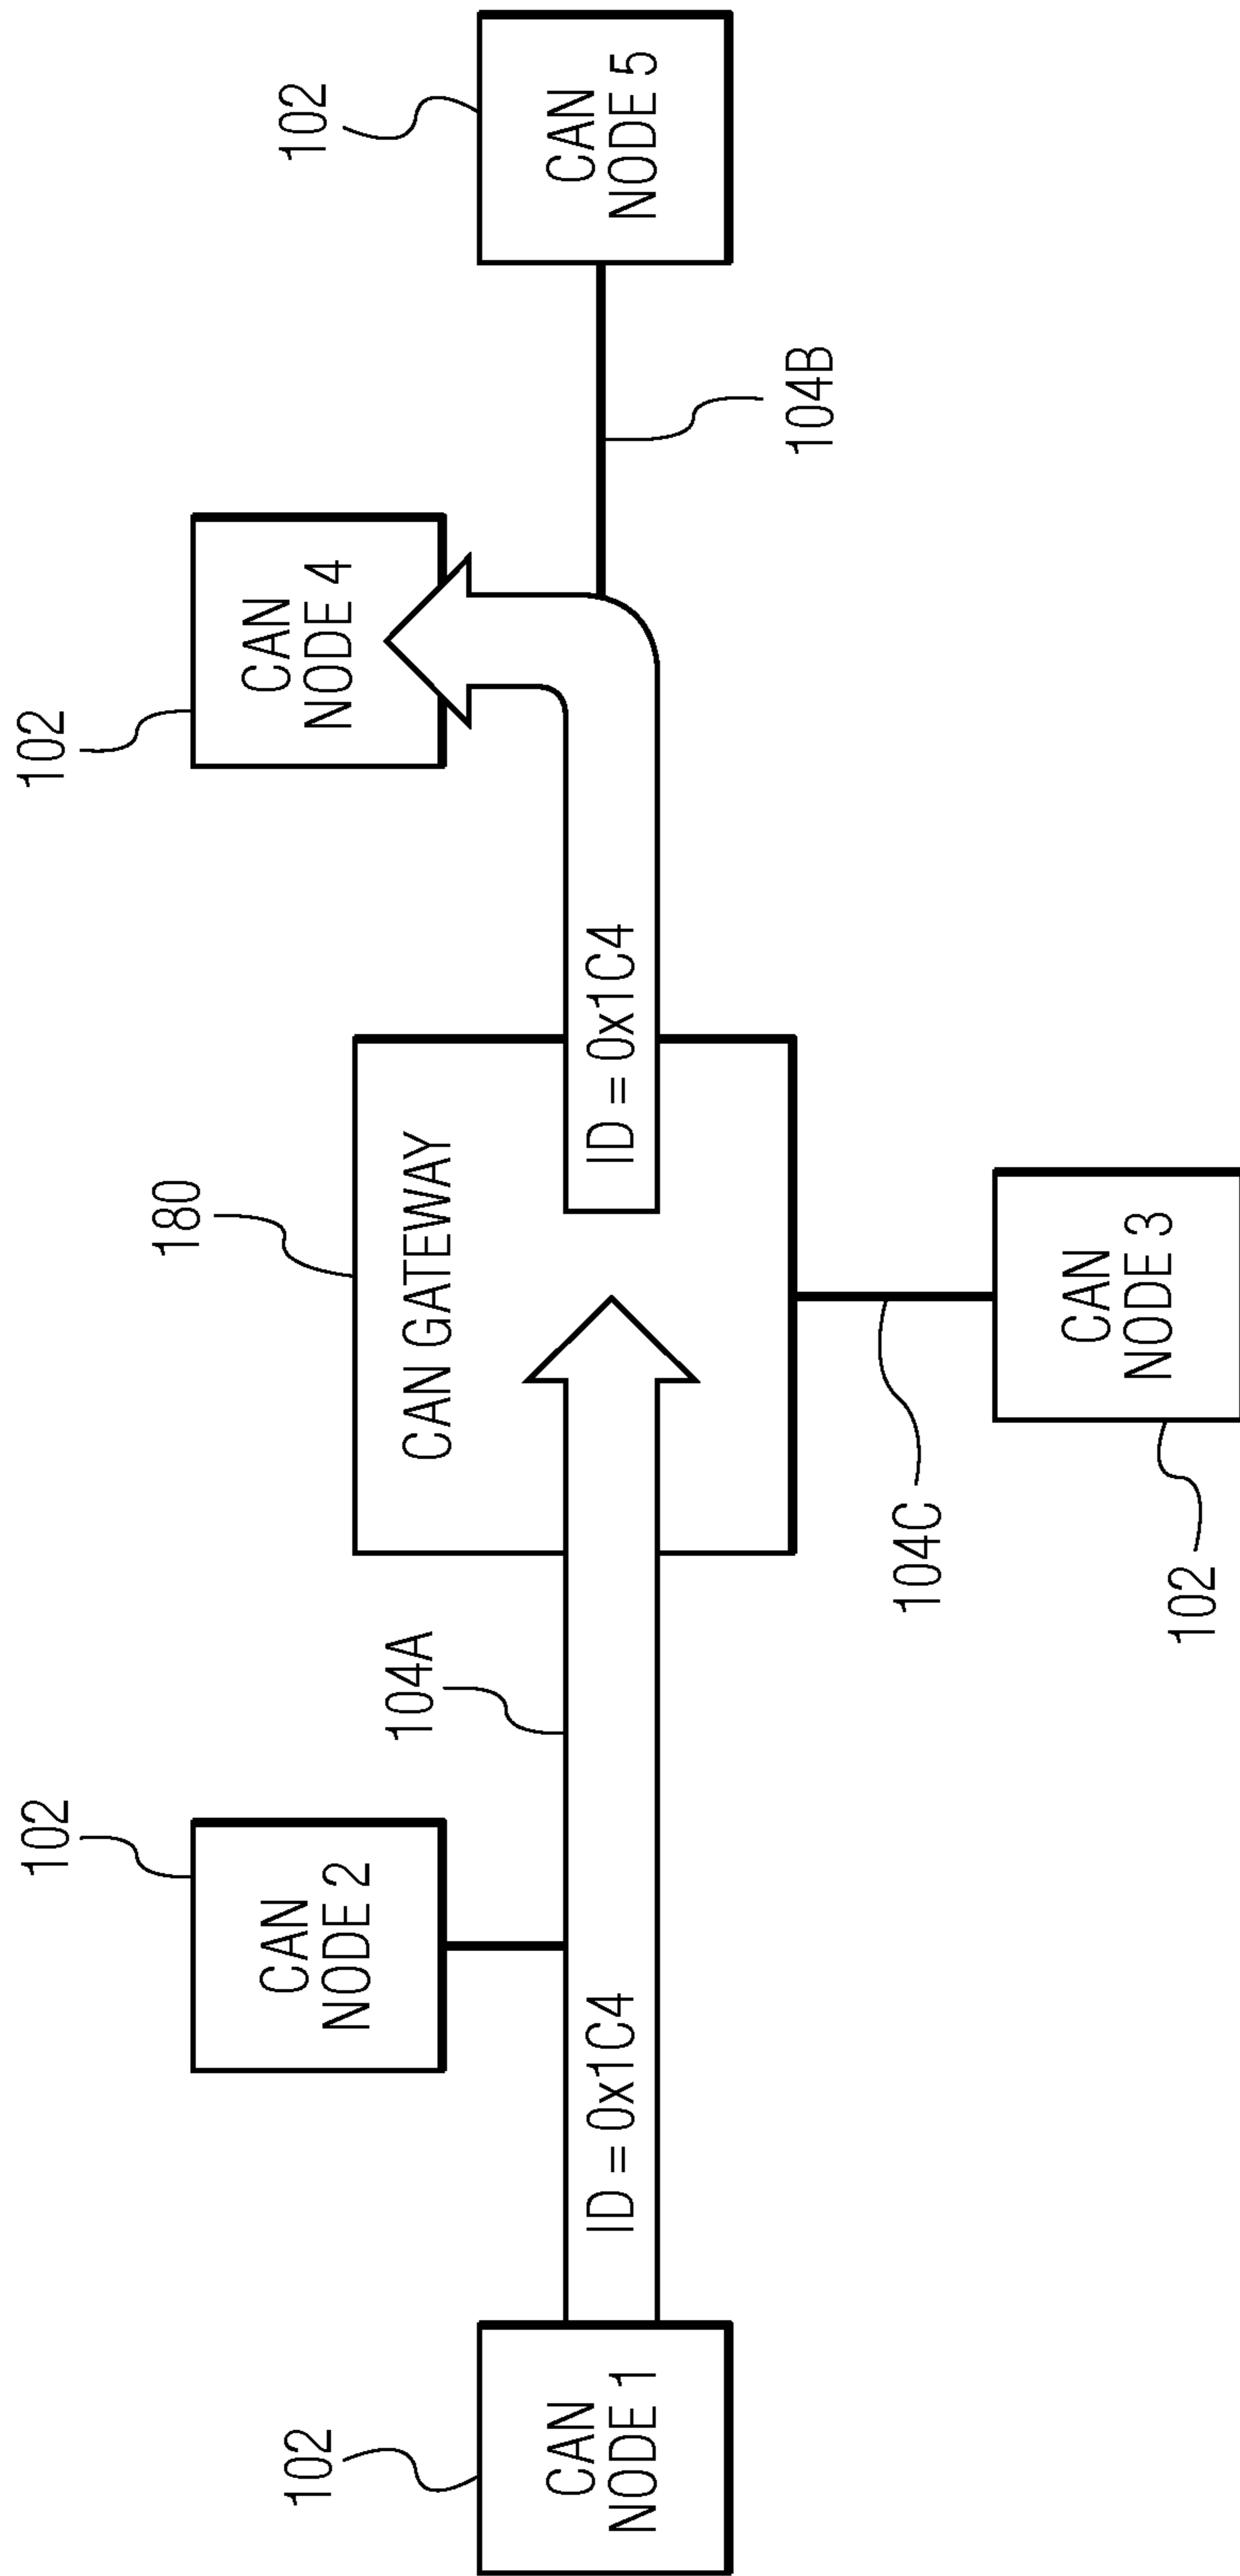 102
102
102
102
CAN
NODE 2
CAN
NODE 4
180
CAN GATEWAY
104A
CAN
NODE 1
ID = 0x1C4
ID = 0x1C4
CAN
NODE 5
104B
104C
CAN
NODE 3
102